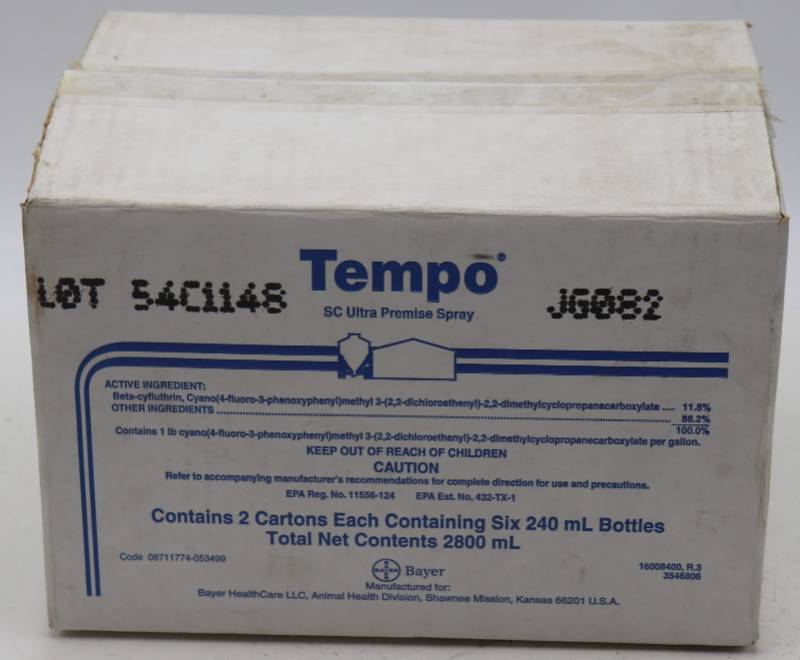 Tempo®
LOT 54C1148 JG082
SC Ultra Premise Spray
ACTIVE INGREDIENT:
Beta-cyfluthrin, Cyano(4-fluoro-3-phenoxyphenyl)methyl 3-(2,2-dichloroethenyl)-2,2-dimethylcyclopropanecarboxylate .... 11.8%
OTHER INGREDIENTS ........ 88.2%
100.0%
Contains 1 lb cyano(4-fluoro-3-phenoxyphenyl)methyl 3-(2,2-dichloroethenyl)-2,2-dimethylcyclopropanecarboxylate per gallon.
KEEP OUT OF REACH OF CHILDREN
CAUTION
Refer to accompanying manufacturer's recommendations for complete direction for use and precautions.
EPA Reg. No. 11556-124 EPA Est. No. 432-TX-1
Contains 2 Cartons Each Containing Six 240 mL Bottles
Total Net Contents 2800 mL
Code 08711774-053499
16008400, R.3
3546806
BAYER Bayer
Manufactured for:
Bayer HealthCare LLC, Animal Health Division, Shawnee Mission, Kansas 66201 U.S.A.